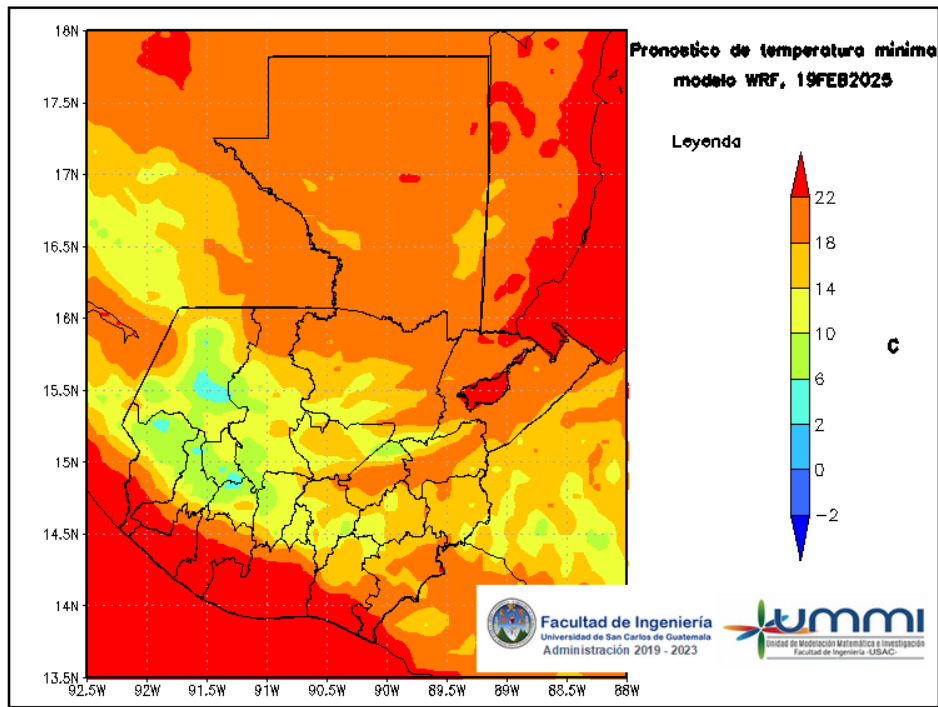 Pronostico de temperatura minima
modelo WRF, 19FEB2025
Leyenda
22
18
14
10
6
2
0
−2
C
18N
17.5N
17N
16.5N
16N
15.5N
15N
14.5N
14N
13.5N
92.5W
92W
91.5W
91W
90.5W
90W
89.5W
89W
88.5W
88W
Facultad de Ingeniería
Universidad de San Carlos de Guatemala
Administración 2019 - 2023
ummi
Unidad de Modelación Matemática e Investigación
Facultad de Ingeniería -USAC-